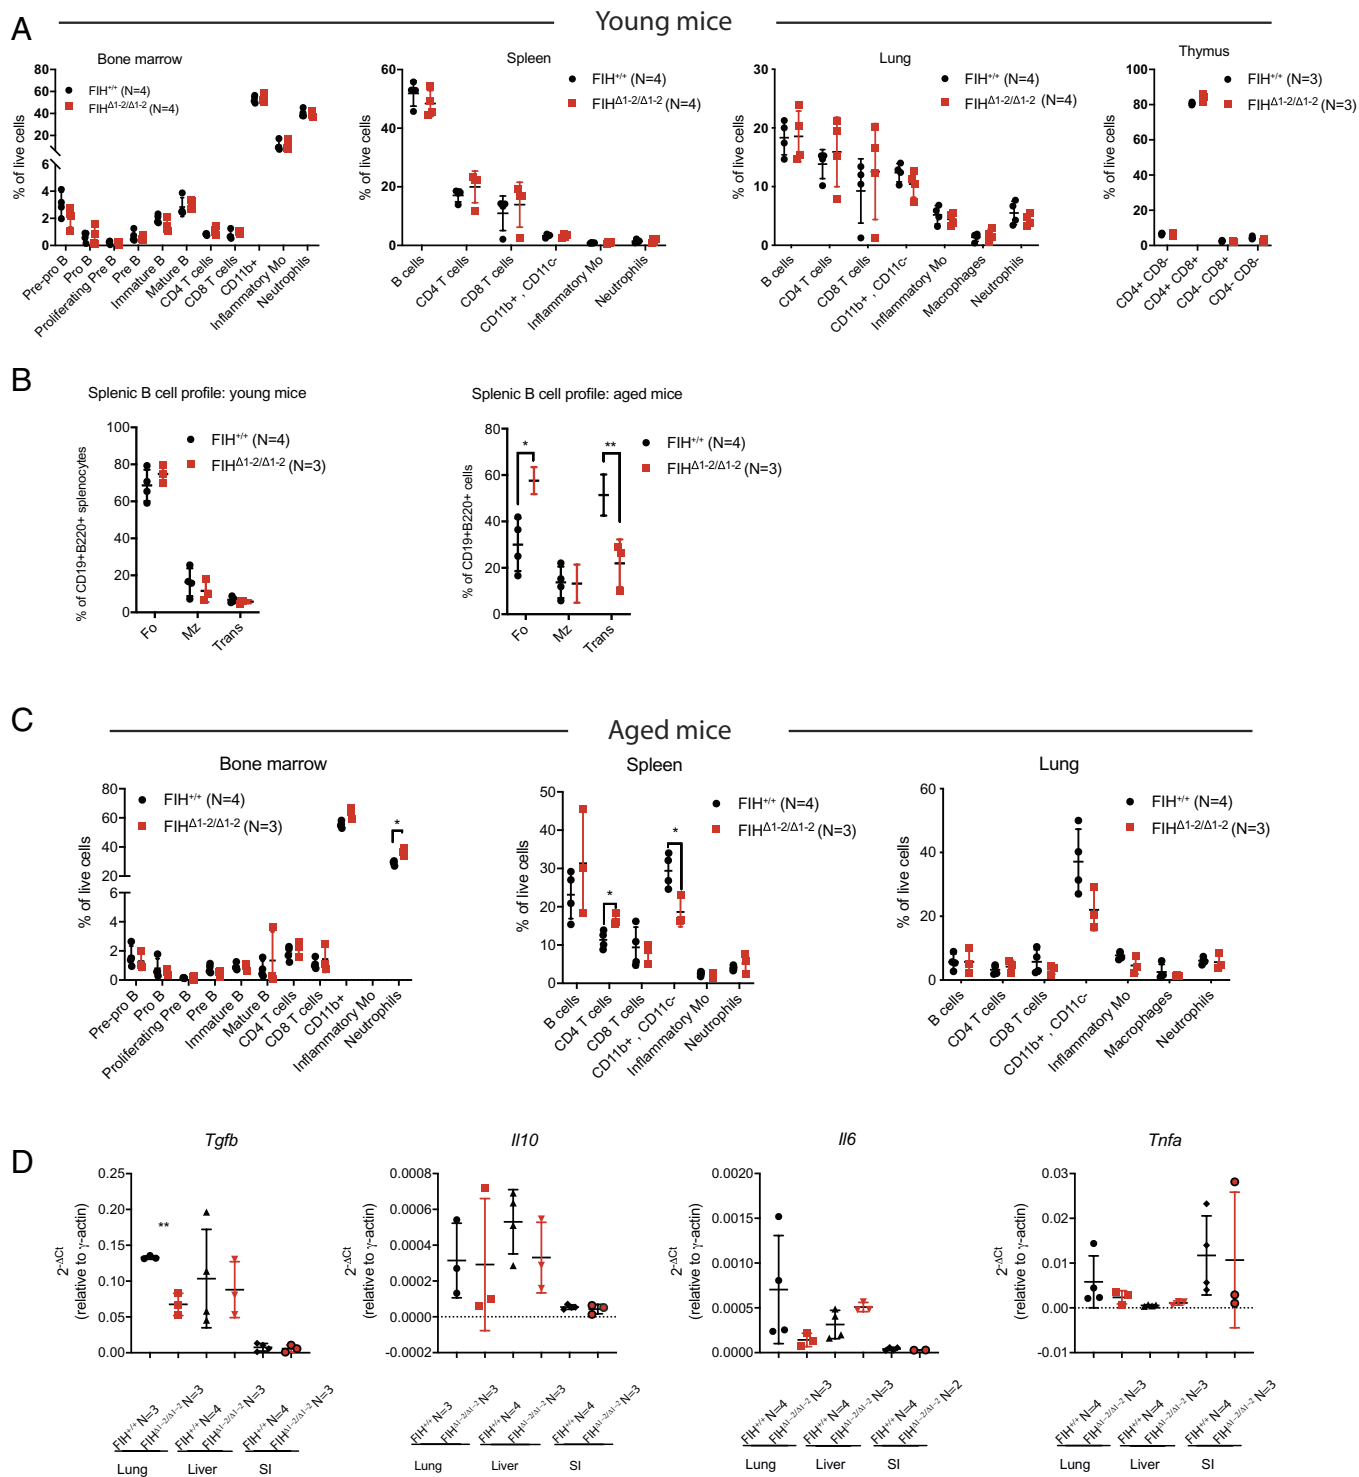 A
Young mice
Bone marrow
FIH+/+ (N=4)
FIHΔ1-2/Δ1-2 (N=4)
% of live cells
80
60
40
20
6
4
2
0
Pre-pro B
Pro B
Proliferating Pre B
Pre B
Immature B
Mature B
CD4 T cells
CD8 T cells
CD11b+
Inflammatory Mo
Neutrophils
Spleen
FIH+/+ (N=4)
FIHΔ1-2/Δ1-2 (N=4)
% of live cells
60
40
20
0
B cells
CD4 T cells
CD8 T cells
CD11b+, CD11c-
Inflammatory Mo
Neutrophils
Lung
FIH+/+ (N=4)
FIHΔ1-2/Δ1-2 (N=4)
% of live cells
30
20
10
0
B cells
CD4 T cells
CD8 T cells
CD11b+, CD11c-
Inflammatory Mo
Macrophages
Neutrophils
Thymus
FIH+/+ (N=3)
FIHΔ1-2/Δ1-2 (N=3)
% of live cells
100
80
60
40
20
0
CD4+ CD8-
CD4+ CD8+
CD4- CD8+
CD4- CD8-
B
Splenic B cell profile: young mice
FIH+/+ (N=4)
FIHΔ1-2/Δ1-2 (N=3)
% of CD19+B220+ splenocytes
100
80
60
40
20
0
Fo
Mz
Trans
Splenic B cell profile: aged mice
FIH+/+ (N=4)
FIHΔ1-2/Δ1-2 (N=3)
% of CD19+B220+ cells
80
60
40
20
0
*
**
Fo
Mz
Trans
C
Aged mice
Bone marrow
FIH+/+ (N=4)
FIHΔ1-2/Δ1-2 (N=3)
% of live cells
80
60
40
20
6
4
2
0
*
Pre-pro B
Pro B
Proliferating Pre B
Pre B
Immature B
Mature B
CD4 T cells
CD8 T cells
CD11b+
Inflammatory Mo
Neutrophils
Spleen
FIH+/+ (N=4)
FIHΔ1-2/Δ1-2 (N=3)
% of live cells
50
40
30
20
10
0
*
*
B cells
CD4 T cells
CD8 T cells
CD11b+, CD11c-
Inflammatory Mo
Neutrophils
Lung
FIH+/+ (N=4)
FIHΔ1-2/Δ1-2 (N=3)
% of live cells
60
40
20
0
B cells
CD4 T cells
CD8 T cells
CD11b+, CD11c-
Inflammatory Mo
Macrophages
Neutrophils
D
Tgfb
2-ΔCt
(relative to γ-actin)
0.25
0.20
0.15
0.10
0.05
0.00
**
FIH+/+ N=3
FIHΔ1-2/Δ1-2 N=3
FIH+/+ N=4
FIHΔ1-2/Δ1-2 N=3
FIH+/+ N=4
FIHΔ1-2/Δ1-2 N=3
Lung
Liver
SI
Il10
2-ΔCt
(relative to γ-actin)
0.0008
0.0006
0.0004
0.0002
0.0000
-0.0002
FIH+/+ N=3
FIHΔ1-2/Δ1-2 N=3
FIH+/+ N=4
FIHΔ1-2/Δ1-2 N=3
FIH+/+ N=4
FIHΔ1-2/Δ1-2 N=3
Lung
Liver
SI
Il6
2-ΔCt
(relative to γ-actin)
0.0020
0.0015
0.0010
0.0005
0.0000
FIH+/+ N=4
FIHΔ1-2/Δ1-2 N=3
FIH+/+ N=4
FIHΔ1-2/Δ1-2 N=3
FIH+/+ N=4
FIHΔ1-2/Δ1-2 N=2
Lung
Liver
SI
Tnfa
2-ΔCt
(relative to γ-actin)
0.03
0.02
0.01
0.00
-0.01
FIH+/+ N=4
FIHΔ1-2/Δ1-2 N=3
FIH+/+ N=4
FIHΔ1-2/Δ1-2 N=3
FIH+/+ N=4
FIHΔ1-2/Δ1-2 N=3
Lung
Liver
SI